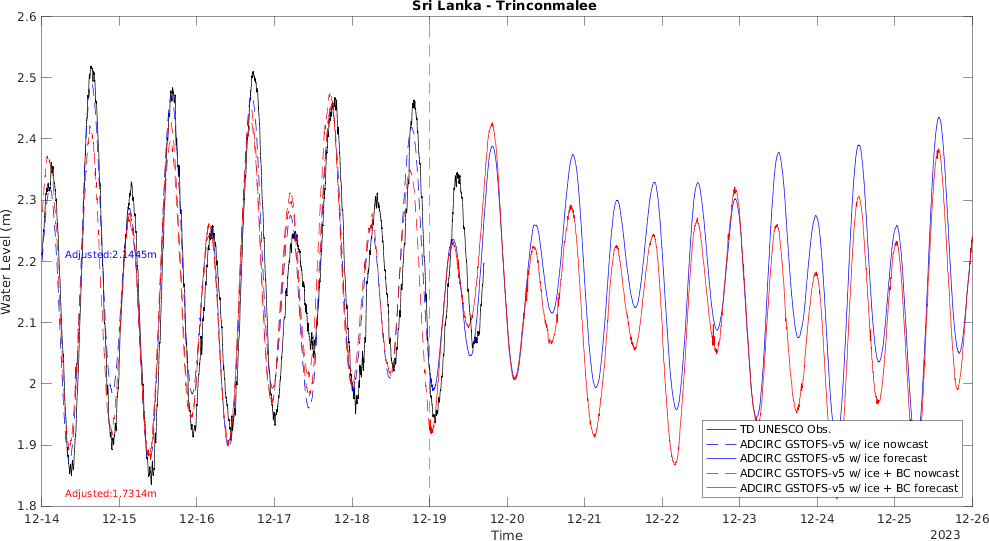 Sri Lanka - Trinconmalee
2.6
2.5
2.4
2.3
2.2
2.1
2
1.9
1.8
Water Level (m)
Adjusted:2.1445m
Adjusted:1.7314m
TD UNESCO Obs.
ADCIRC GSTOFS-v5 w/ ice nowcast
ADCIRC GSTOFS-v5 w/ ice forecast
ADCIRC GSTOFS-v5 w/ ice + BC nowcast
ADCIRC GSTOFS-v5 w/ ice + BC forecast
12-14 12-15 12-16 12-17 12-18 12-19 12-20 12-21 12-22 12-23 12-24 12-25 12-26
Time
2023